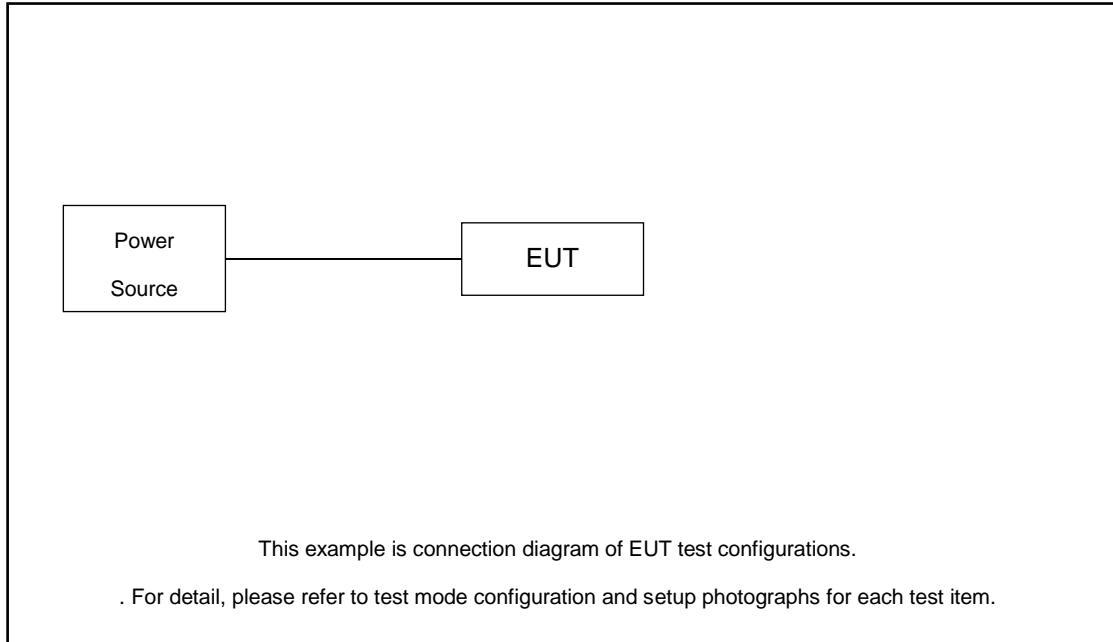 Power
Source
EUT
This example is connection diagram of EUT test configurations.
. For detail, please refer to test mode configuration and setup photographs for each test item.